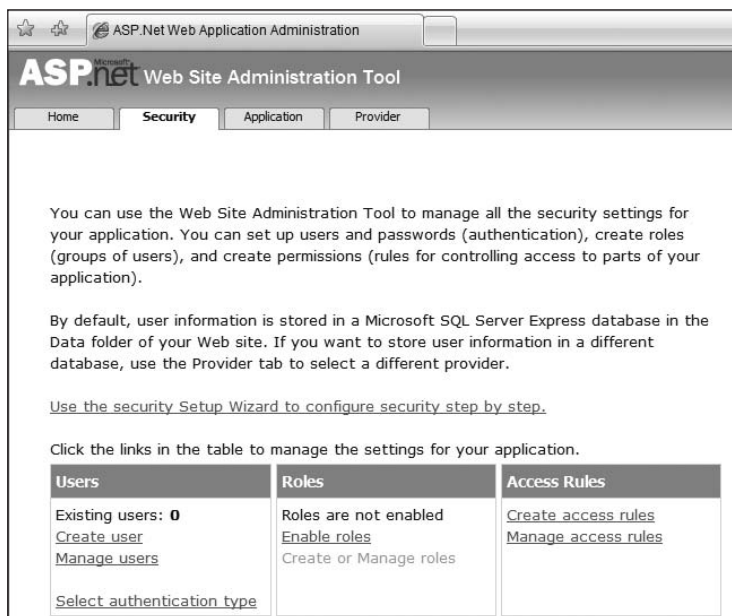 ASP.Net Web Application Administration
Microsoft
ASP.net Web Site Administration Tool
Home Security Application Provider
You can use the Web Site Administration Tool to manage all the security settings for
your application. You can set up users and passwords (authentication), create roles
(groups of users), and create permissions (rules for controlling access to parts of your
application).
By default, user information is stored in a Microsoft SQL Server Express database in the
Data folder of your Web site. If you want to store user information in a different
database, use the Provider tab to select a different provider.
Use the security Setup Wizard to configure security step by step.
Click the links in the table to manage the settings for your application.
Users Roles Access Rules
Existing users: 0 Roles are not enabled Create access rules
Create user Enable roles Manage access rules
Manage users Create or Manage roles
Select authentication type